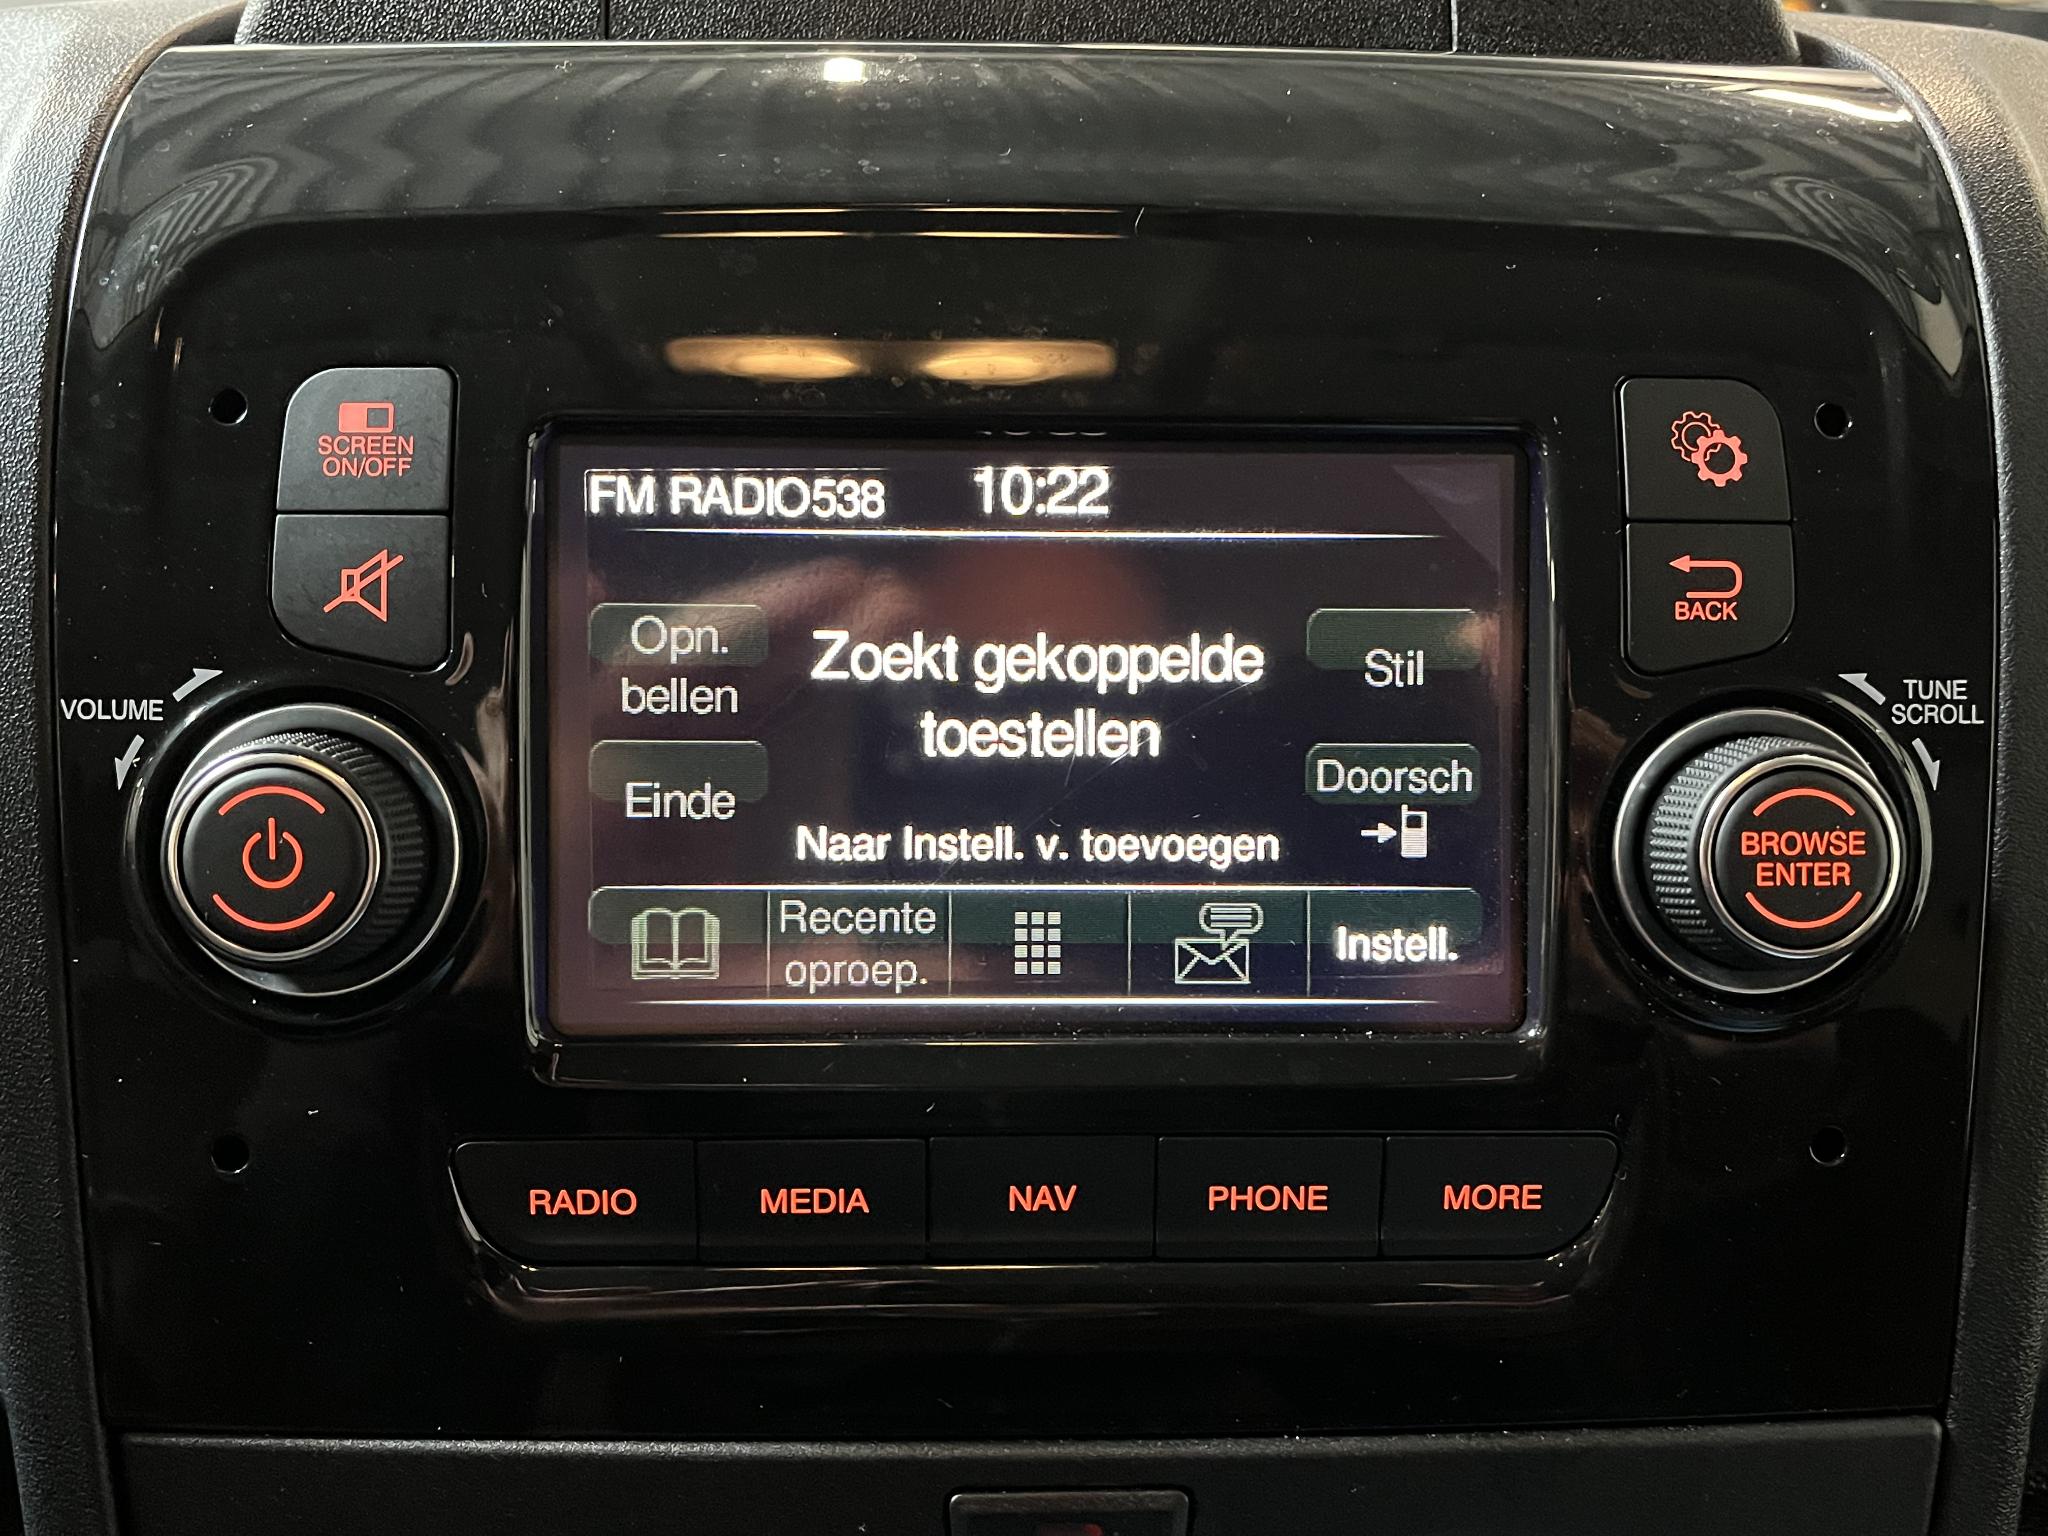 SCREEN
ON/OFF
VOLUME
FM RADIO538 10:22
Opn.
bellen
Zoekt gekoppelde
toestellen
Stil
Einde
Doorsch
Naar Instell. v. toevoegen
Recente
oproep.
Instell.
BACK
TUNE
SCROLL
BROWSE
ENTER
RADIO MEDIA NAV PHONE MORE